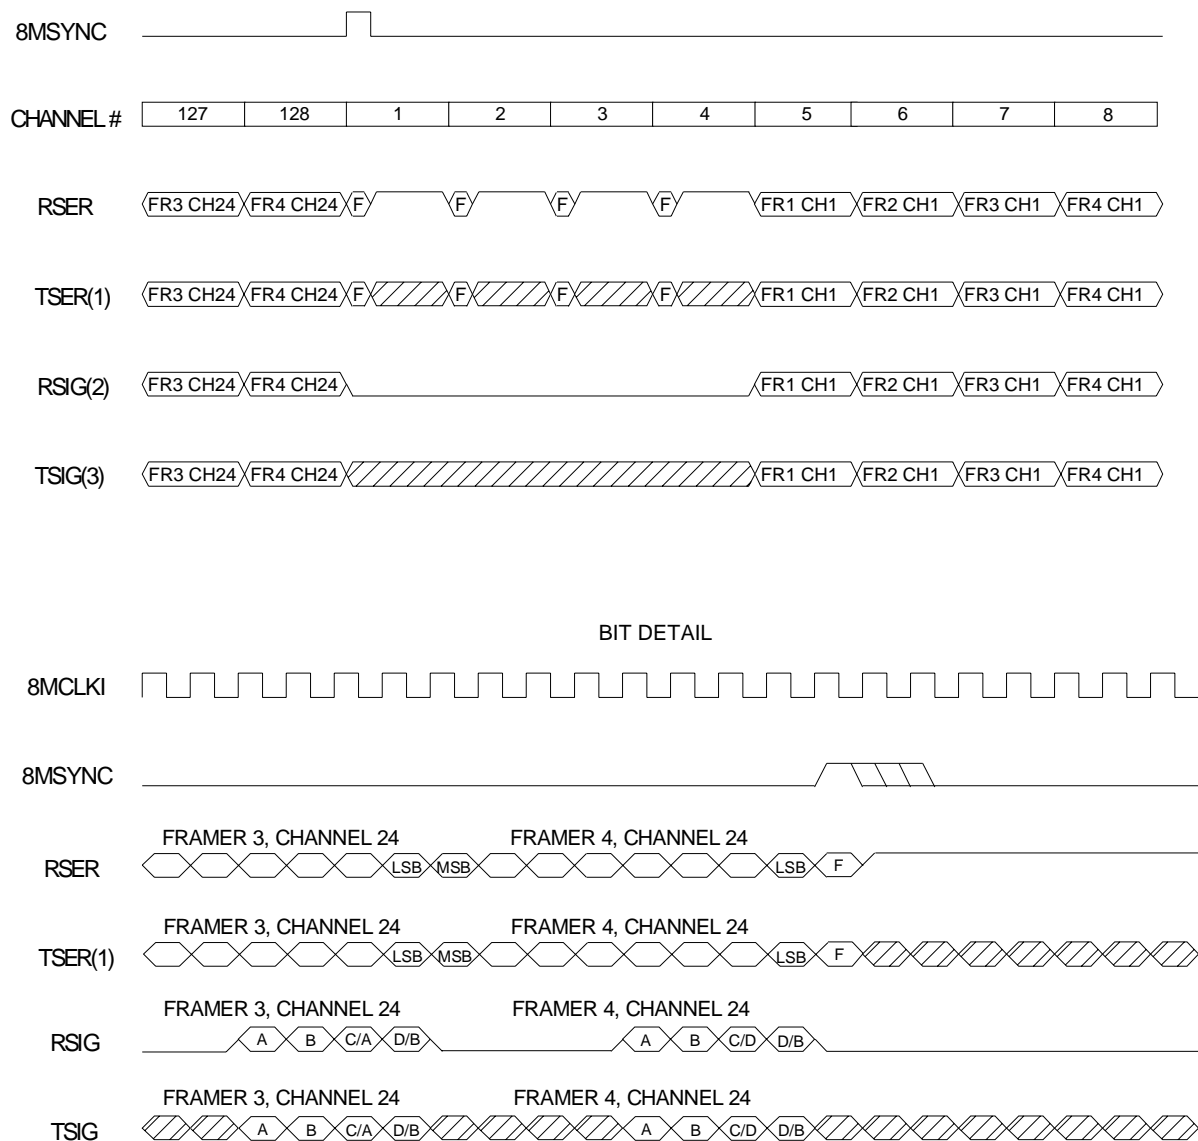 8MSYNC
CHANNEL # 127 128 1 2 3 4 5 6 7 8
RSER FR3 CH24 FR4 CH24 F F F F FR1 CH1 FR2 CH1 FR3 CH1 FR4 CH1
TSER(1) FR3 CH24 FR4 CH24 F F F F FR1 CH1 FR2 CH1 FR3 CH1 FR4 CH1
RSIG(2) FR3 CH24 FR4 CH24 FR1 CH1 FR2 CH1 FR3 CH1 FR4 CH1
TSIG(3) FR3 CH24 FR4 CH24 FR1 CH1 FR2 CH1 FR3 CH1 FR4 CH1
BIT DETAIL
8MCLKI
8MSYNC
FRAMER 3, CHANNEL 24 FRAMER 4, CHANNEL 24
RSER LSB MSB LSB F
FRAMER 3, CHANNEL 24 FRAMER 4, CHANNEL 24
TSER(1) LSB MSB LSB F
FRAMER 3, CHANNEL 24 FRAMER 4, CHANNEL 24
RSIG A B C/A D/B A B C/D D/B
FRAMER 3, CHANNEL 24 FRAMER 4, CHANNEL 24
TSIG A B C/A D/B A B C/D D/B